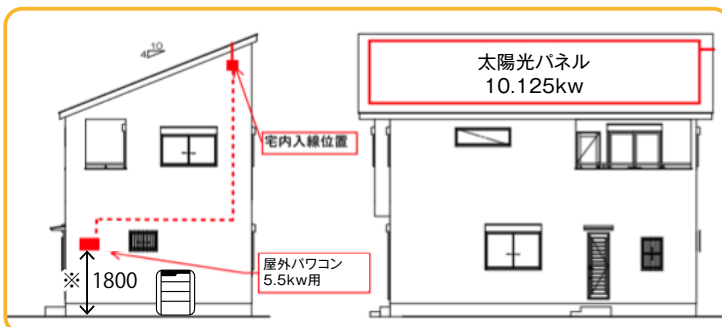 10
4
太陽光パネル
10.125kw
宅内入線位置
屋外パワコン
5.5kw用
※ 1800